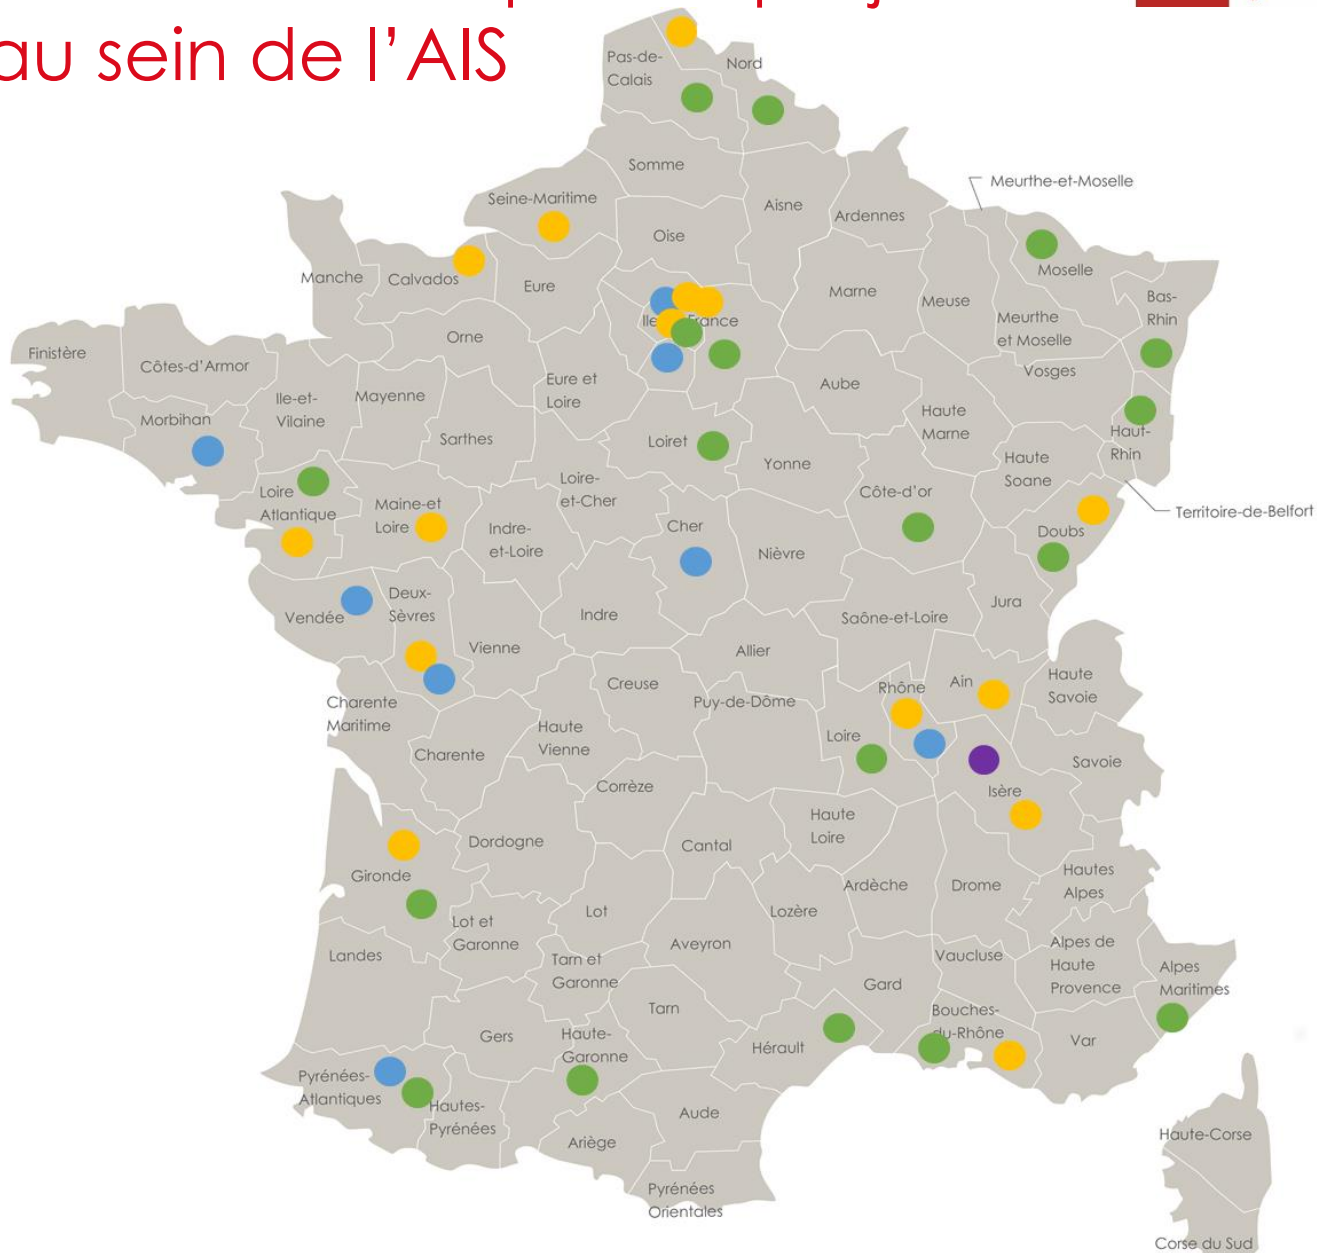 au sein de l'AIS
Pas-de-
Calais
Nord
Somme
Meurthe-et-Moselle
Seine-Maritime
Aisne
Ardennes
Oise
Manche
Calvados
Eure
Moselle
Marne
Meuse
Bas-
Rhin
Ile
France
Meurthe
et Moselle
Orne
Finistère
Côtes-d'Armor
Vosges
Eure et
Loire
Aube
Mayenne
Ile-et-
Vilaine
Haute
Marne
Morbihan
Sarthes
Loiret
Haut-
Rhin
Yonne
Haute
Soane
Loire-
et-Cher
Côte-d'or
Loire
Atlantique
Maine-et
Loire
Territoire-de-Belfort
Indre-
et-Loire
Cher
Doubs
Nièvre
Deux-
Sèvres
Jura
Vendée
Indre
Saône-et-Loire
Vienne
Allier
Haute
Savoie
Creuse
Rhône
Ain
Charente
Maritime
Puy-de-Dôme
Haute
Vienne
Loire
Charente
Savoie
Corrèze
Isère
Haute
Loire
Dordogne
Cantal
Gironde
Hautes
Alpes
Ardèche
Drome
Lot
Lozère
Lot et
Garonne
Aveyron
Alpes de
Haute
Provence
Landes
Vaucluse
Tarn et
Garonne
Alpes
Maritimes
Gard
Tarn
Bouches-
du-Rhône
Gers
Haute-
Garonne
Hérault
Var
Pyrénées-
Atlantiques
Hautes-
Pyrénées
Aude
Ariège
Haute-Corse
Pyrénées
Orientales
Corse du Sud